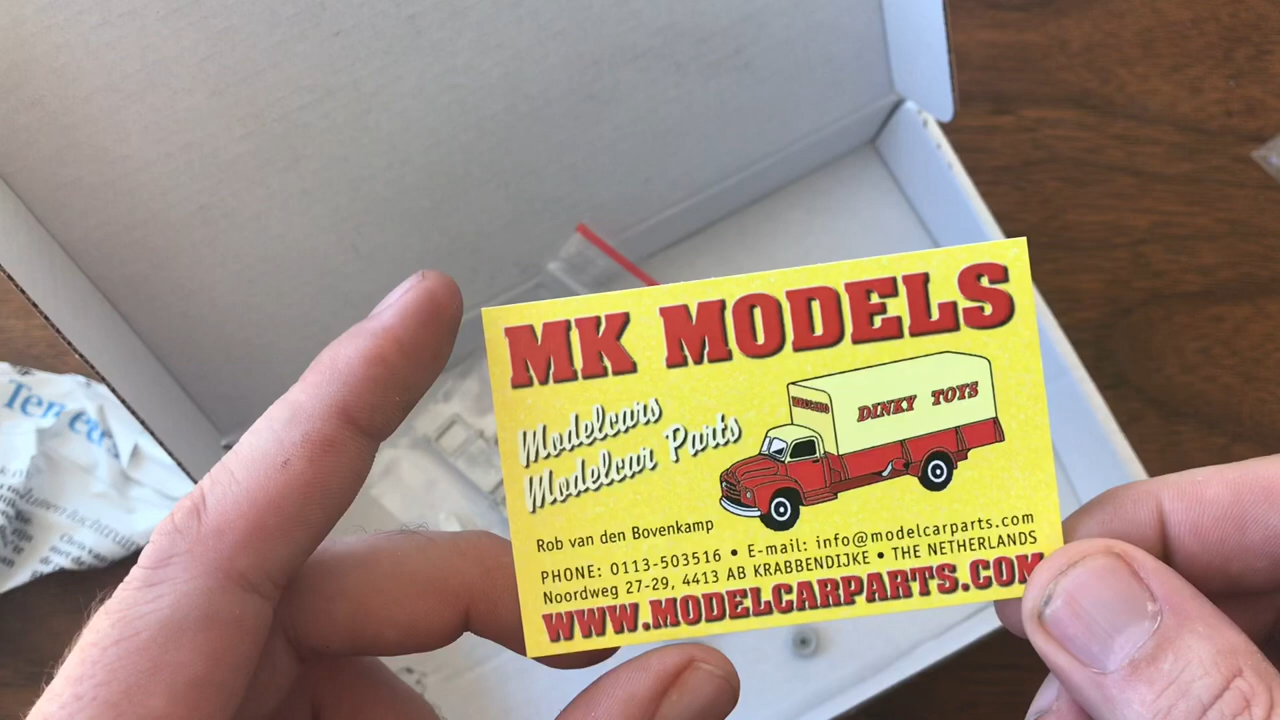 MK MODELS
Modelcars
Modelcar Parts
MECCANO
DINKY TOYS
Rob van den Bovenkamp
PHONE: 0113-503516 • E-mail: info@modelcarparts.com
Noordweg 27-29, 4413 AB KRABBENDIJKE • THE NETHERLANDS
WWW.MODELCARPARTS.COM